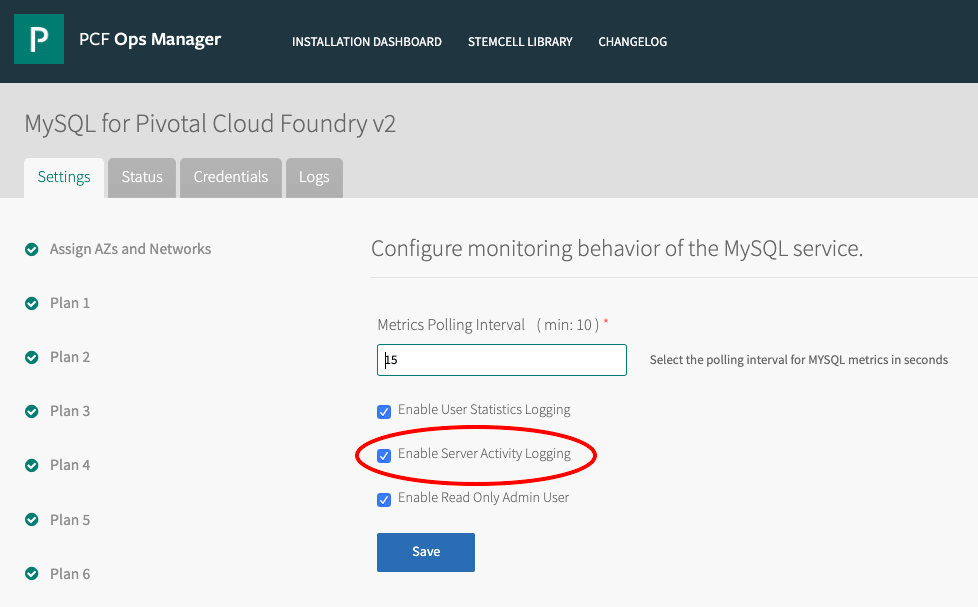 P PCF Ops Manager INSTALLATION DASHBOARD STEMCELL LIBRARY CHANGELOG
MySQL for Pivotal Cloud Foundry v2
Settings Status Credentials Logs
Assign AZs and Networks
Plan 1
Plan 2
Plan 3
Plan 4
Plan 5
Plan 6
Configure monitoring behavior of the MySQL service.
Metrics Polling Interval ( min: 10 ) *
15
Select the polling interval for MYSQL metrics in seconds
Enable User Statistics Logging
Enable Server Activity Logging
Enable Read Only Admin User
Save